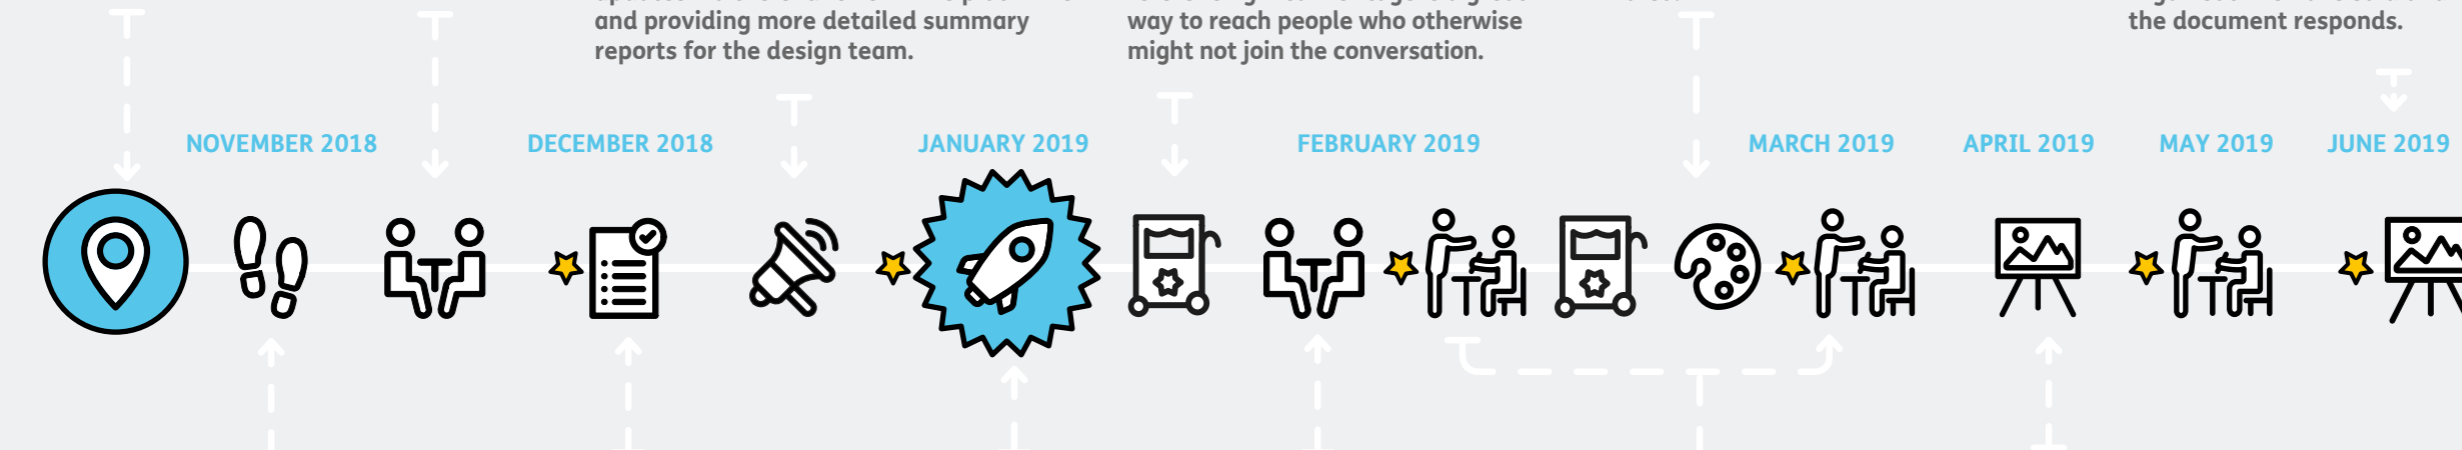 and providing more detailed summary
reports for the design team.
way to reach people who otherwise
might not join the conversation.
the document responds.
NOVEMBER 2018
DECEMBER 2018
JANUARY 2019
FEBRUARY 2019
MARCH 2019
APRIL 2019
MAY 2019
JUNE 2019